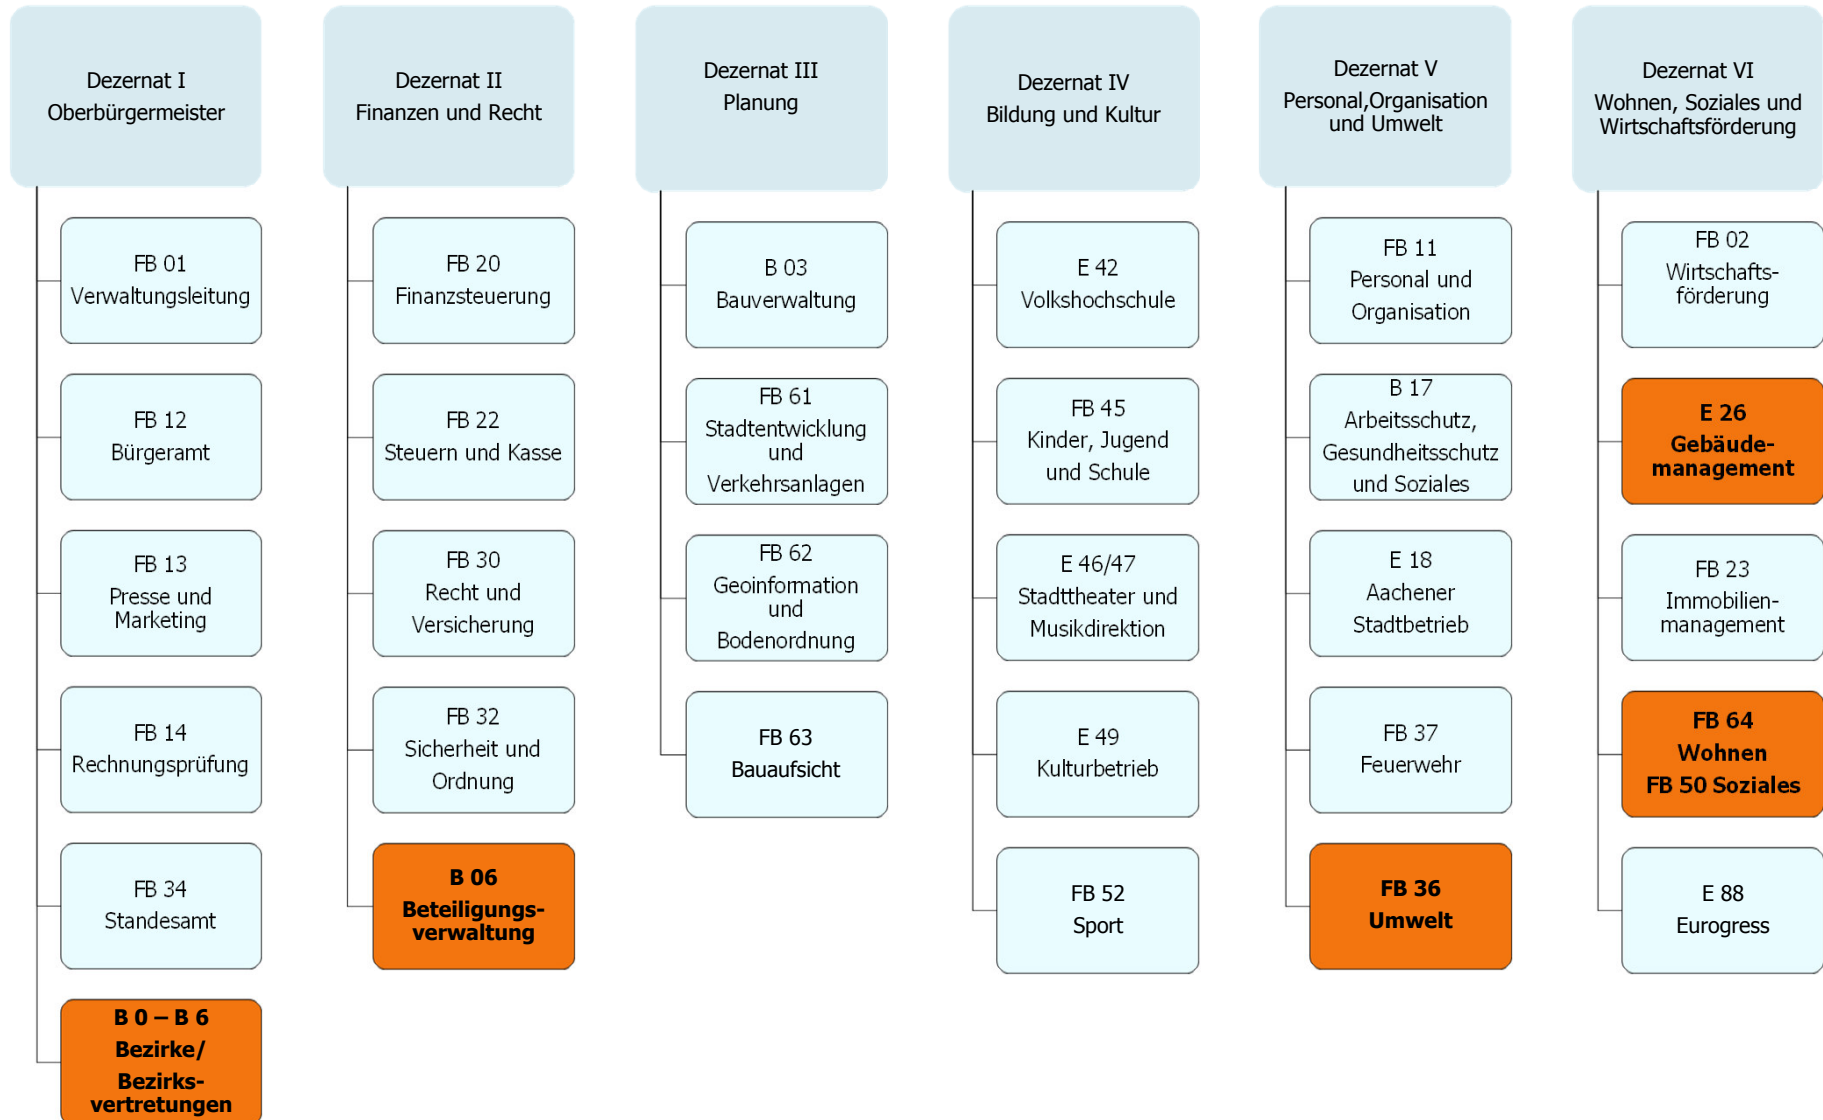 Dezernat I
Oberbürgermeister
FB 01
Verwaltungsleitung
FB 12
Bürgeramt
FB 13
Presse und
Marketing
FB 14
Rechnungsprüfung
FB 34
Standesamt
B 0 – B 6
Bezirke/
Bezirks-
vertretungen
Dezernat II
Finanzen und Recht
FB 20
Finanzsteuerung
FB 22
Steuern und Kasse
FB 30
Recht und
Versicherung
FB 32
Sicherheit und
Ordnung
B 06
Beteiligungs-
verwaltung
Dezernat III
Planung
B 03
Bauverwaltung
FB 61
Stadtentwicklung
und
Verkehrsanlagen
FB 62
Geoinformation
und
Bodenordnung
FB 63
Bauaufsicht
Dezernat IV
Bildung und Kultur
E 42
Volkshochschule
FB 45
Kinder, Jugend
und Schule
E 46/47
Stadttheater und
Musikdirektion
E 49
Kulturbetrieb
FB 52
Sport
Dezernat V
Personal,Organisation
und Umwelt
FB 11
Personal und
Organisation
B 17
Arbeitsschutz,
Gesundheitsschutz
und Soziales
E 18
Aachener
Stadtbetrieb
FB 37
Feuerwehr
FB 36
Umwelt
Dezernat VI
Wohnen, Soziales und
Wirtschaftsförderung
FB 02
Wirtschafts-
förderung
E 26
Gebäude-
management
FB 23
Immobilien-
management
FB 64
Wohnen
FB 50 Soziales
E 88
Eurogress